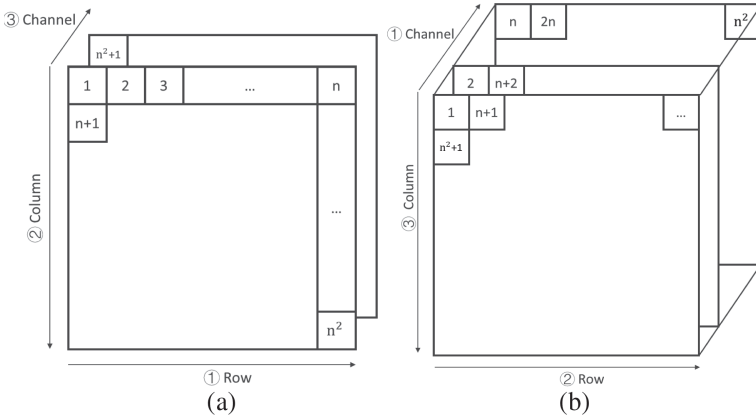 ③ Channel
n²+1
1 2 3 ... n
n+1
...
n²
② Column
① Row
(a)
① Channel
n 2n n²
2 n+2
1 n+1 ...
n²+1
③ Column
② Row
(b)